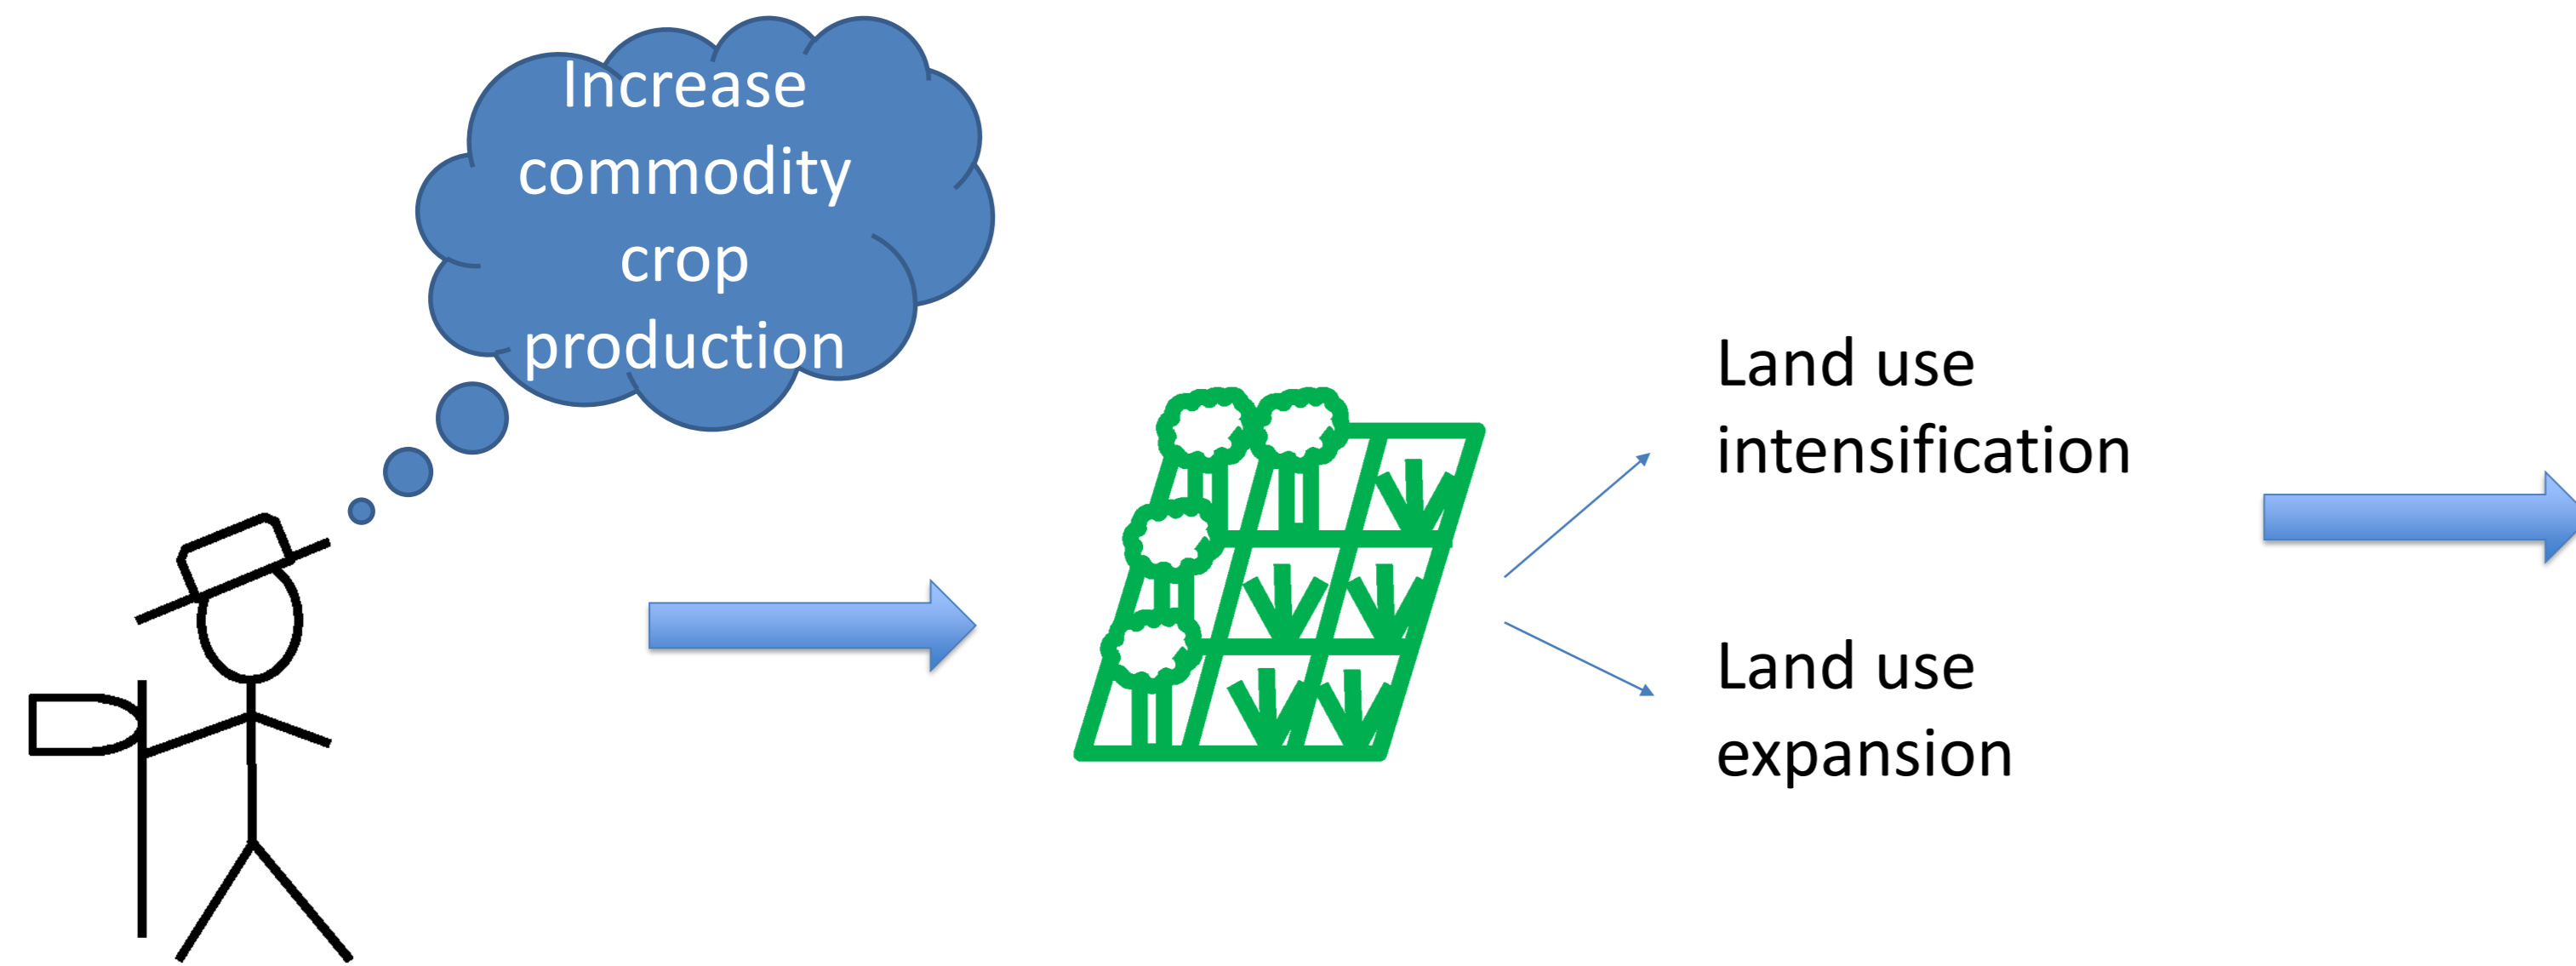 Increase
commodity
crop
production
Land use
intensification
Land use
expansion